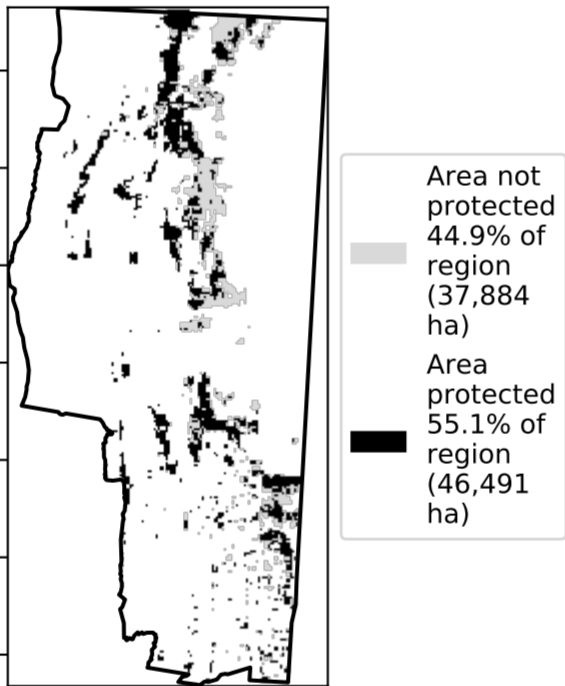 Area not
protected
44.9% of
region
(37,884
ha)
Area
protected
55.1% of
region
(46,491
ha)